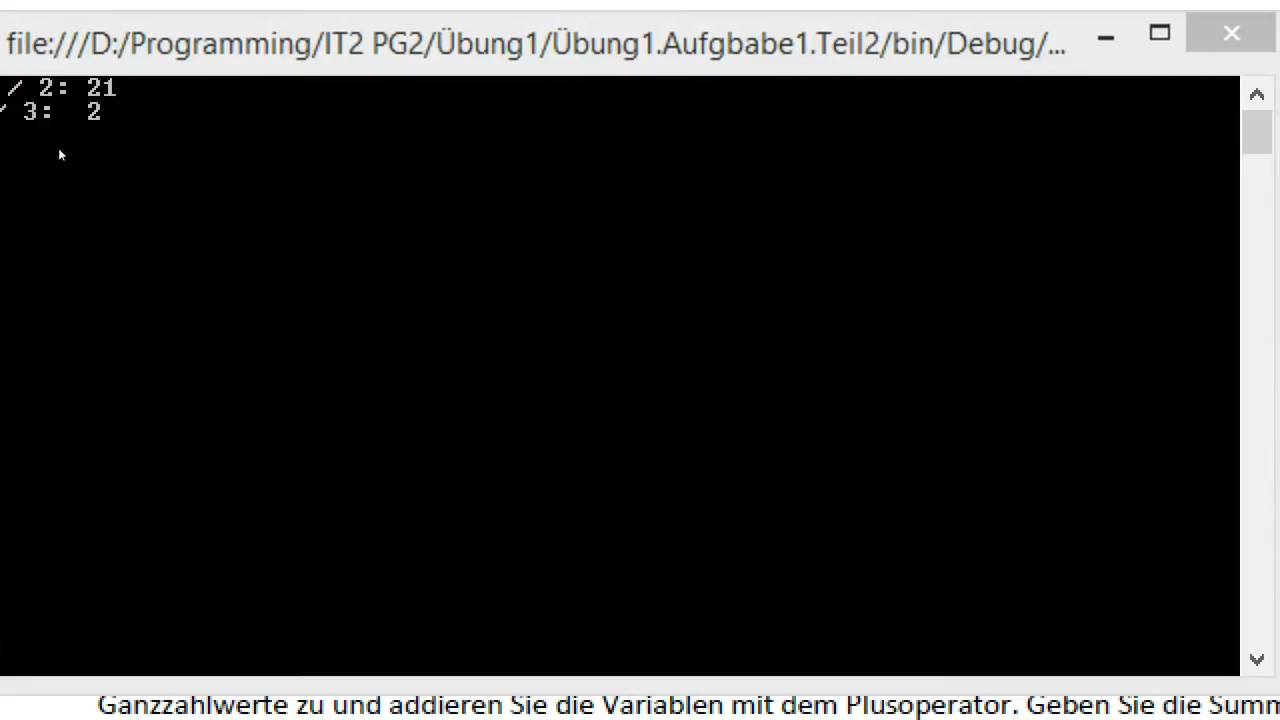 file:///D:/Programming/IT2 PG2/Übung1/Übung1.Aufgbabe1.Teil2/bin/Debug/...
/ 2: 21
/ 3:  2
Ganzzahlwerte zu und addieren Sie die Variablen mit dem Plusoperator. Geben Sie die Summ